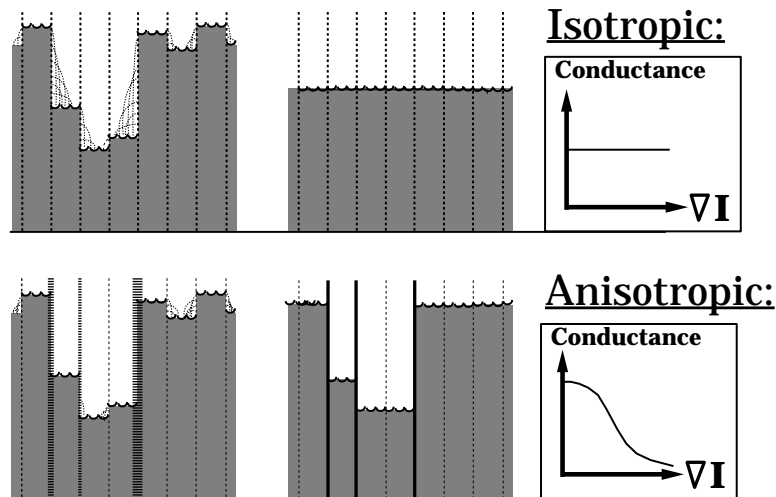 Isotropic:
Conductance
∇I
Anisotropic:
Conductance
∇I